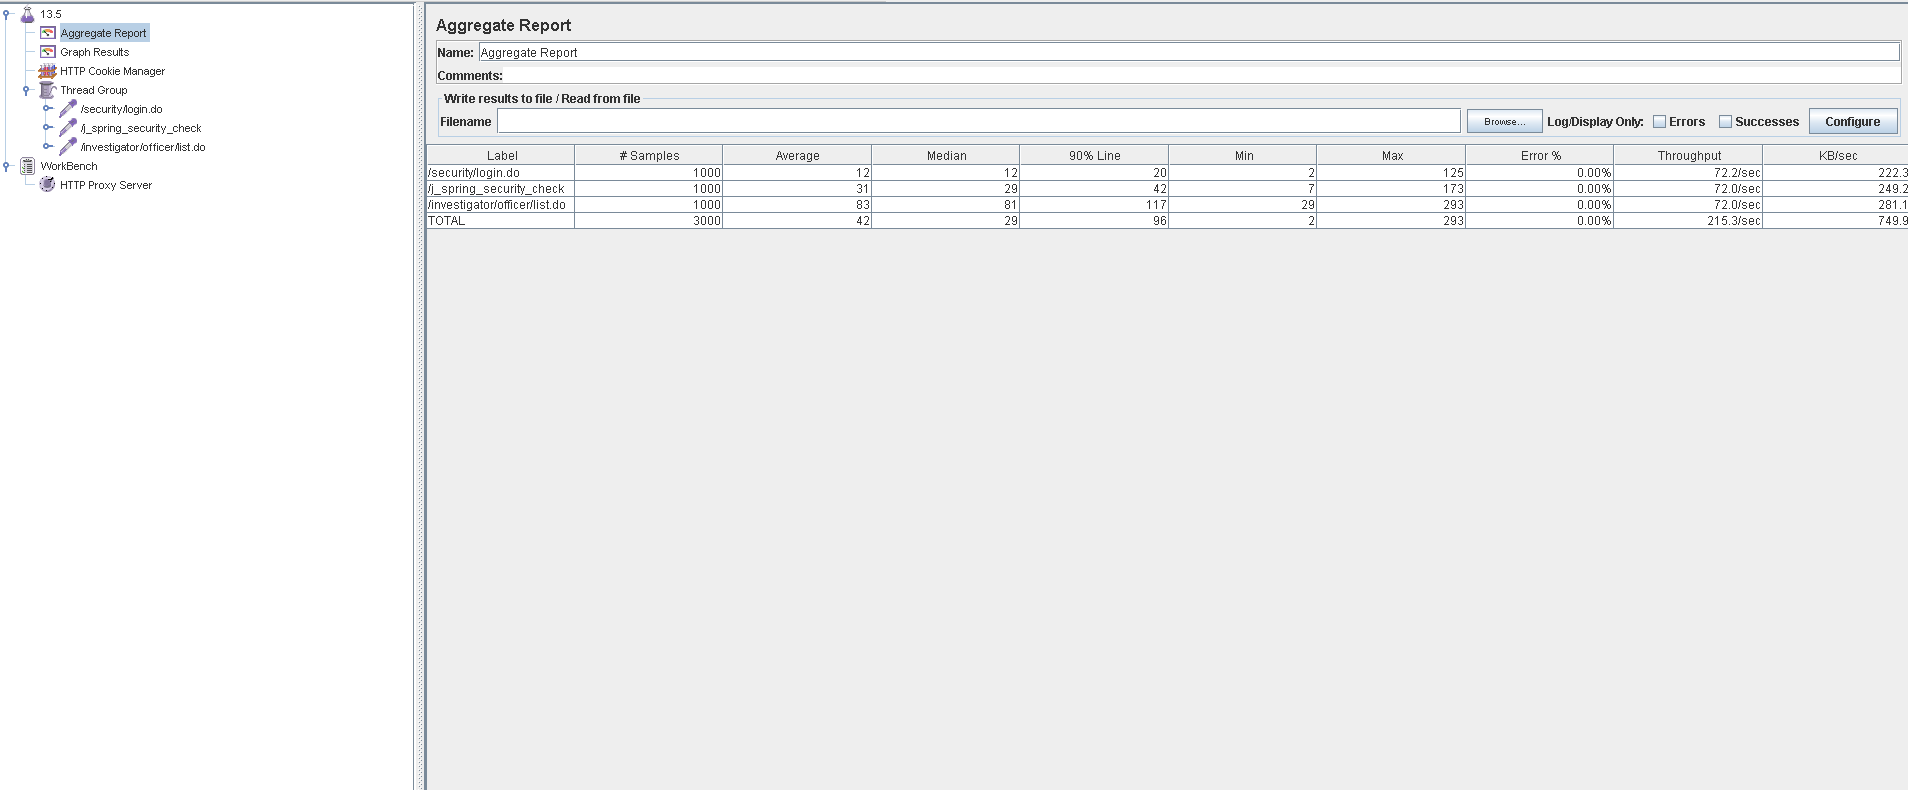 13.5
Aggregate Report
Graph Results
HTTP Cookie Manager
Thread Group
/security/login.do
/j_spring_security_check
/investigator/officer/list.do
WorkBench
HTTP Proxy Server
Aggregate Report
Name: Aggregate Report
Comments:
Write results to file / Read from file
Filename Browse... Log/Display Only: Errors Successes Configure
Label # Samples Average Median 90% Line Min Max Error % Throughput KB/sec
/security/login.do 1000 12 12 20 2 125 0.00% 72.2/sec 222.3
/j_spring_security_check 1000 31 29 42 7 173 0.00% 72.0/sec 249.2
/investigator/officer/list.do 1000 83 81 117 29 293 0.00% 72.0/sec 281.1
TOTAL 3000 42 29 96 2 293 0.00% 215.3/sec 749.9